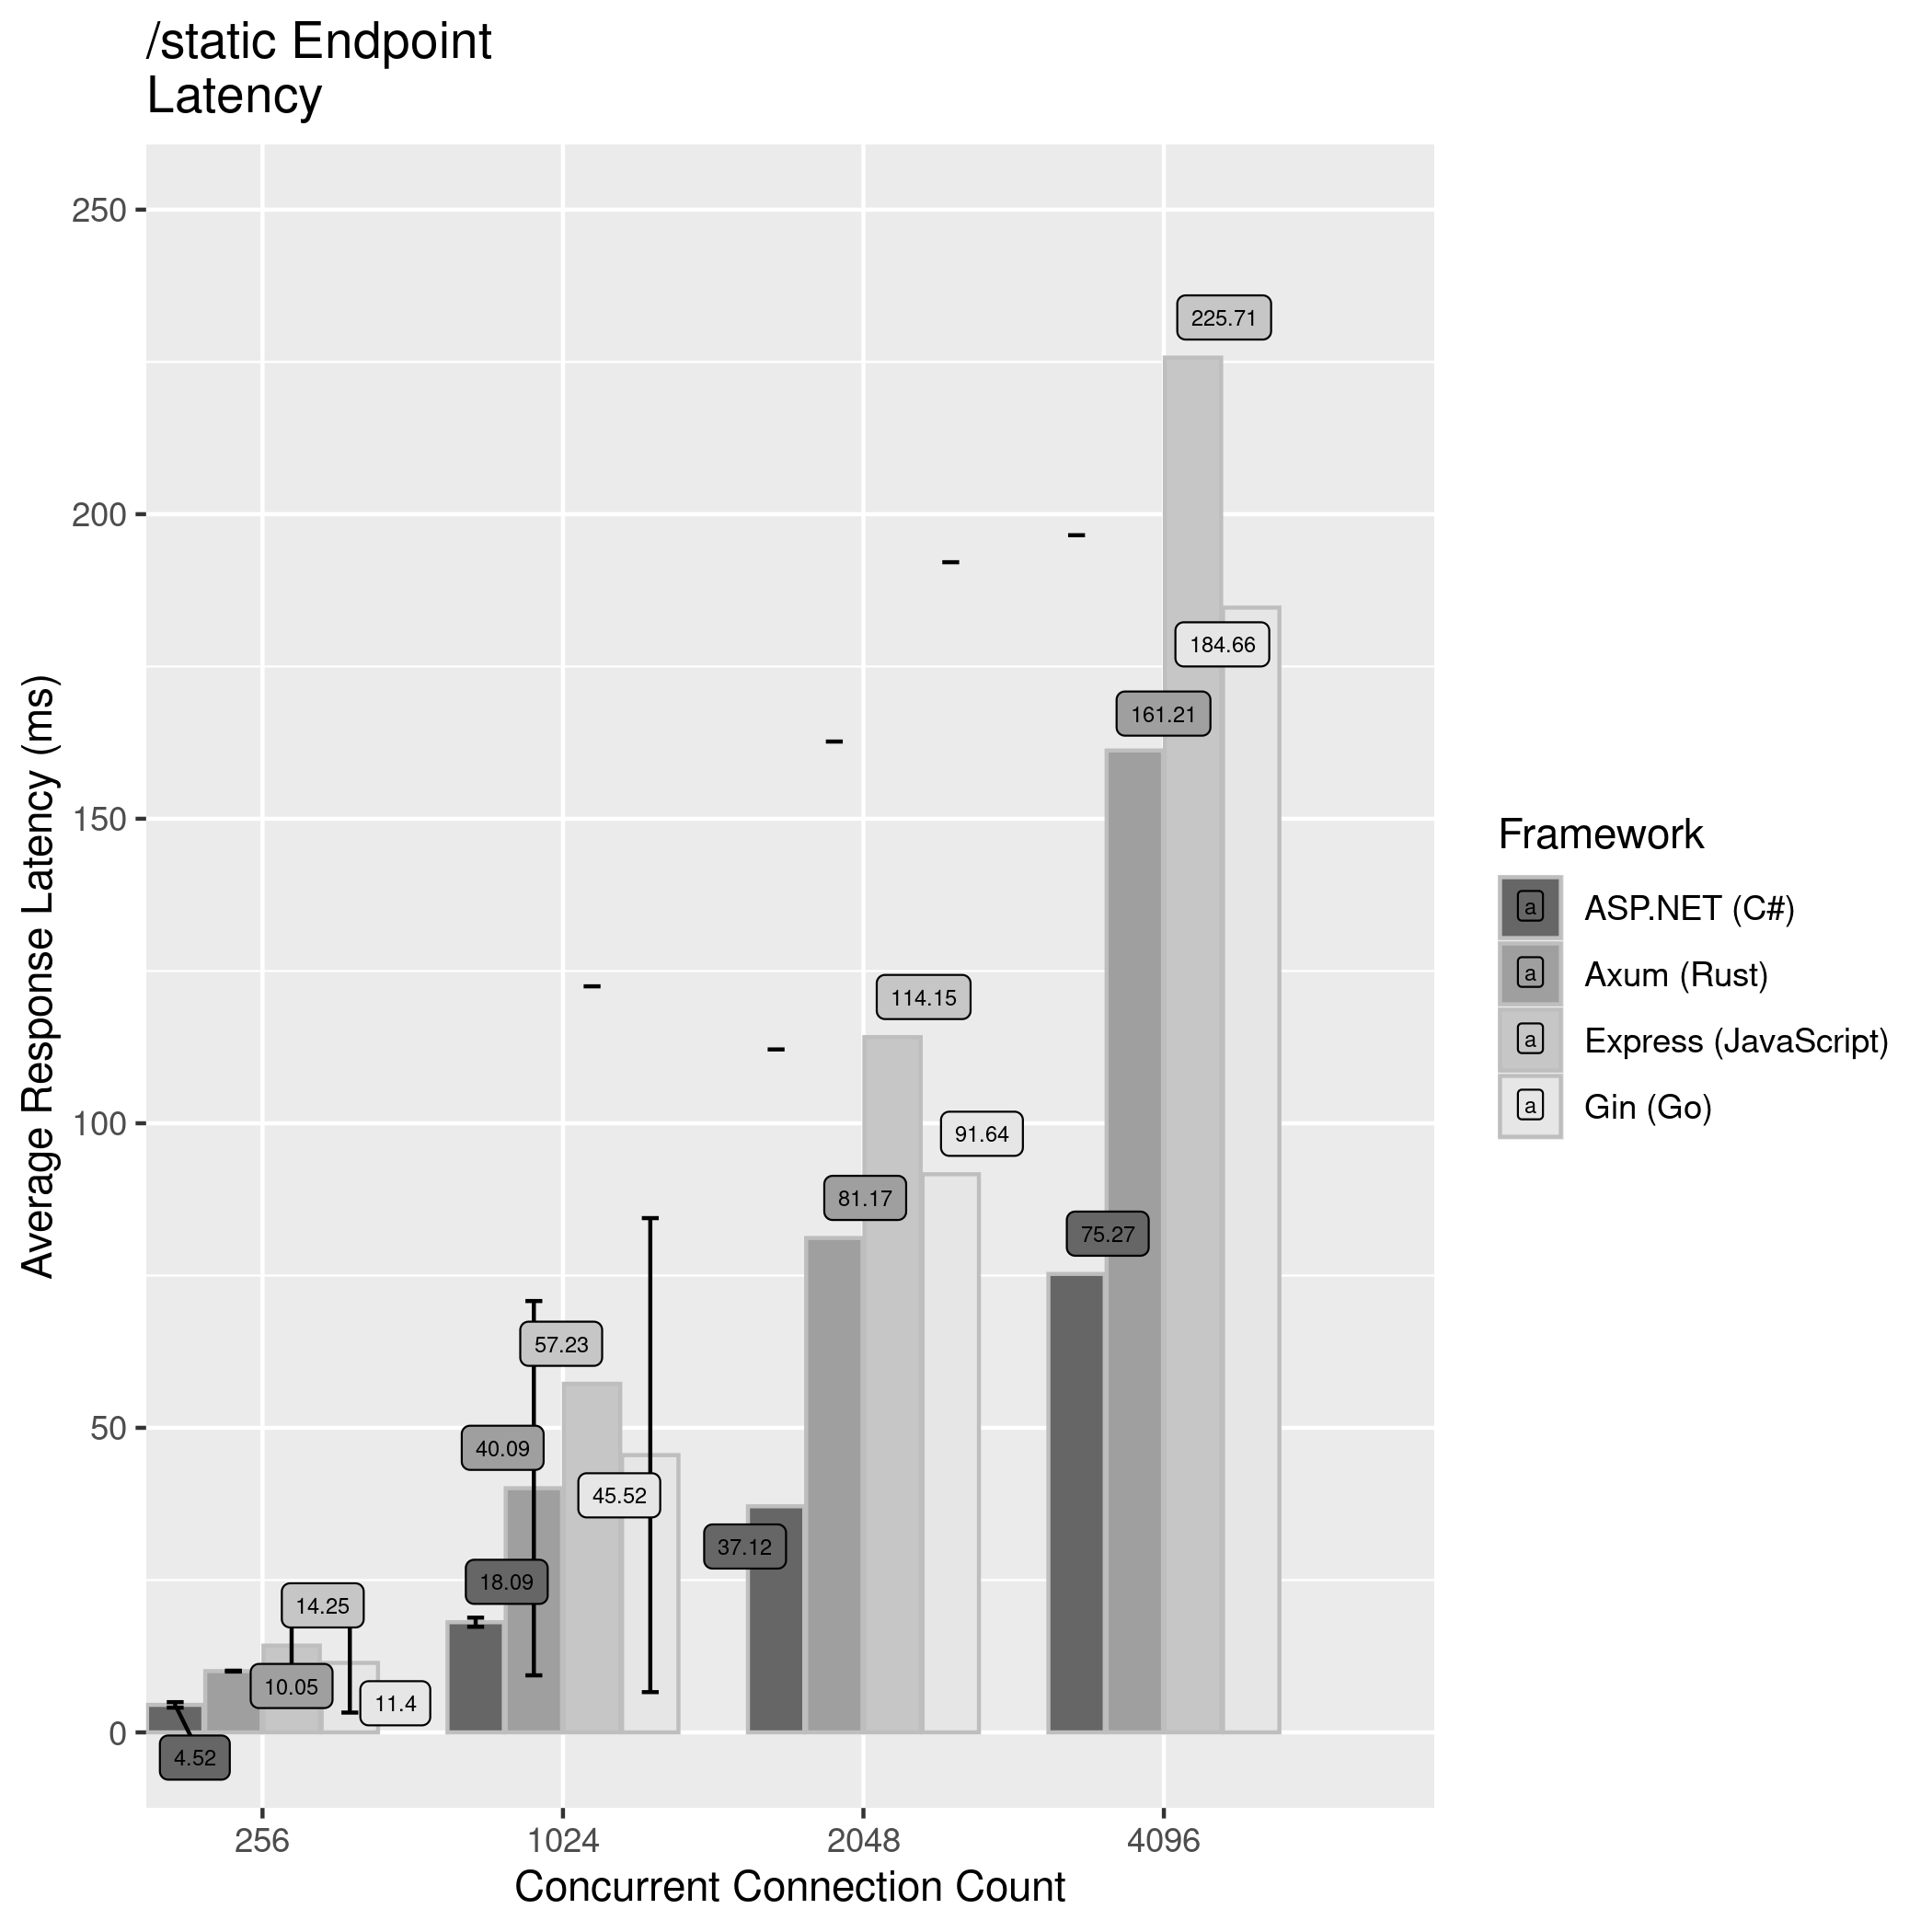 /static Endpoint
Latency
Average Response Latency (ms)
250
200
150
100
50
0
225.71
184.66
161.21
114.15
91.64
81.17
75.27
57.23
40.09
45.52
37.12
18.09
14.25
10.05
11.4
4.52
256 1024 2048 4096
Concurrent Connection Count
Framework
a ASP.NET (C#)
a Axum (Rust)
a Express (JavaScript)
a Gin (Go)